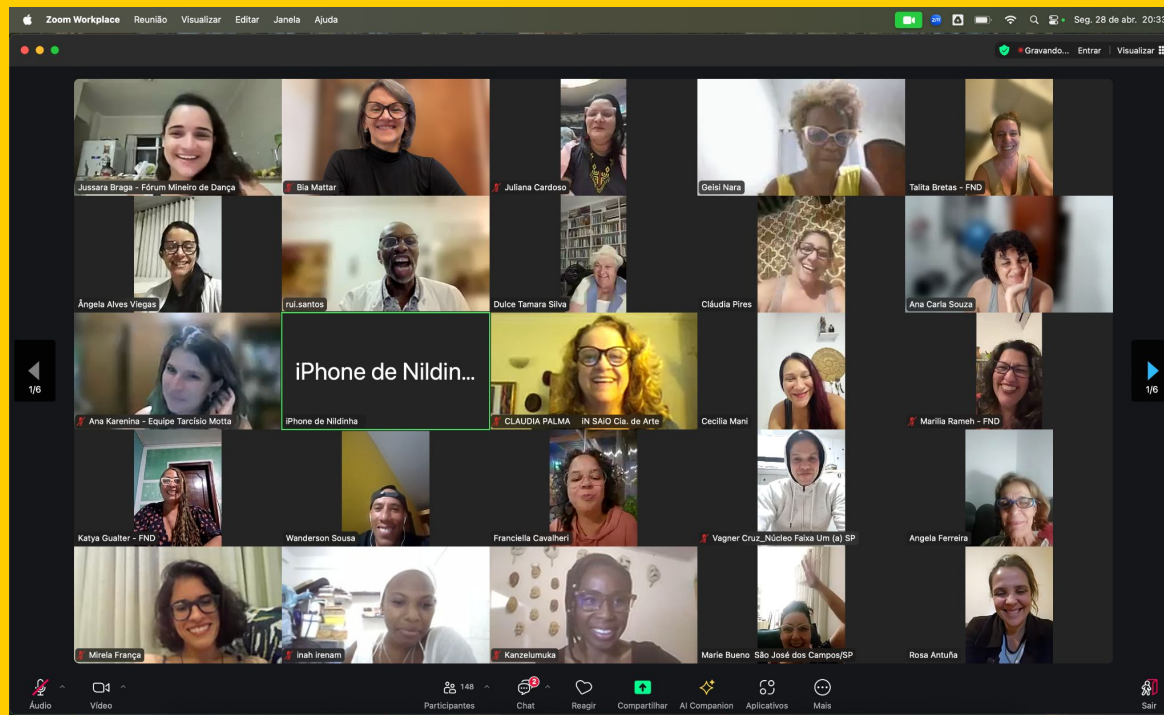 Zoom Workplace Reunião Visualizar Editar Janela Ajuda
Seg. 28 de abr. 20:33
Gravando... Entrar Visualizar
Jussara Braga - Fórum Mineiro de Dança
Bia Mattar
Juliana Cardoso
Geisi Nara
Talita Bretas - FND
Ângela Alves Viegas
rui.santos
Dulce Tamara Silva
Cláudia Pires
Ana Carla Souza
1/6
iPhone de Nildin...
1/6
Ana Karenina - Equipe Tarcísio Motta
iPhone de Nildinha
CLAUDIA PALMA iN SAiO Cia. de Arte
Cecilia Mani
Marilia Rameh - FND
Katya Gualter - FND
Wanderson Sousa
Franciella Cavalheri
Vagner Cruz_Núcleo Faixa Um (a) SP
Angela Ferreira
Mirela França
inah irenam
Kanzelumuka
Marie Bueno São José dos Campos/SP
Rosa Antuña
148
2
Áudio
Vídeo
Participantes
Chat
Reagir
Compartilhar
AI Companion
Aplicativos
Mais
Sair